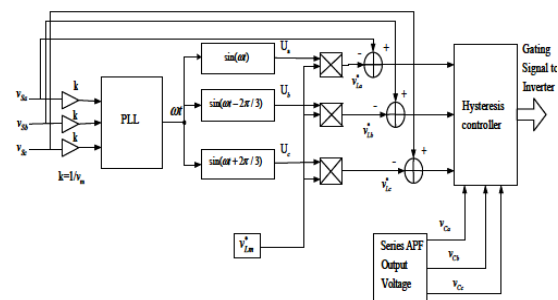 k
k
k
v_Sa
v_Sb
v_Sc
k=1/v_m
PLL
ωt
sin(ωt)
sin(ωt−2π/3)
sin(ωt+2π/3)
U_a
U_b
U_c
v*_Lm
v*_La
v*_Lb
v*_Lc
-
+
-
+
-
+
Hysteresis
controller
Gating
Signal to
Inverter
Series APF
Output
Voltage
v_Ca
v_Cb
v_Cc